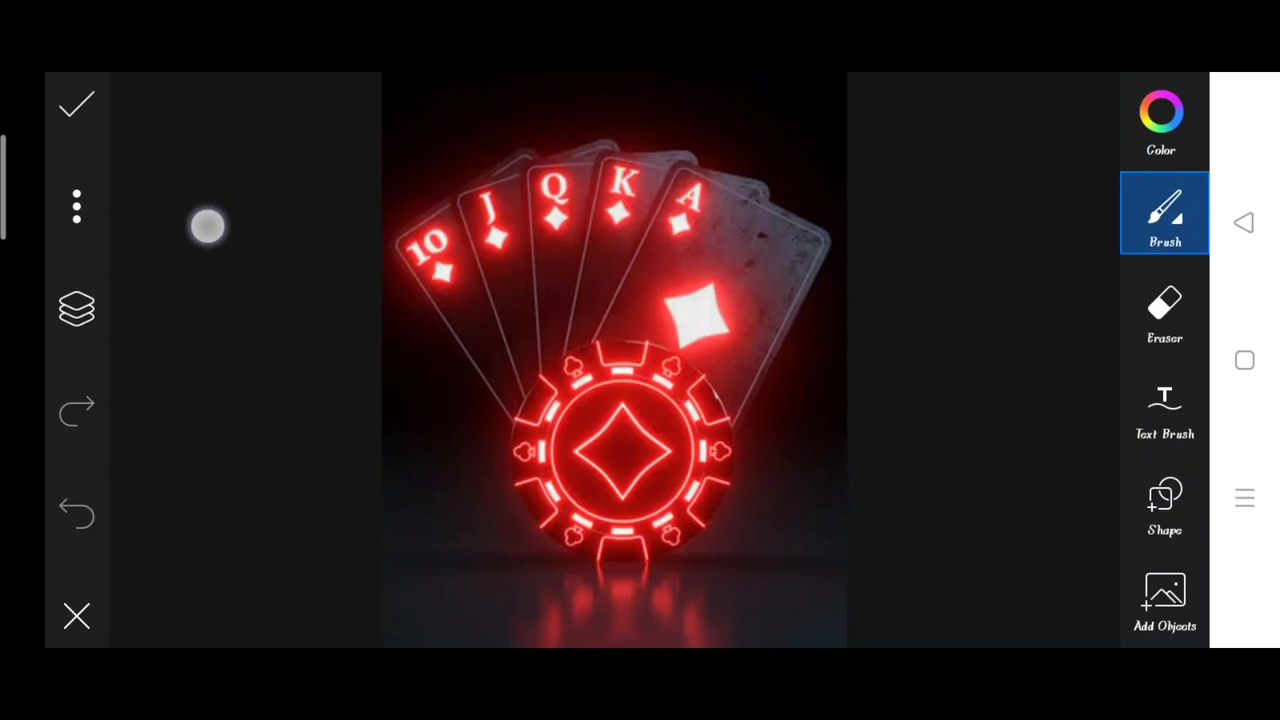 Color
Brush
Eraser
Text Brush
Shape
Add Objects
10
J
Q
K
A
T